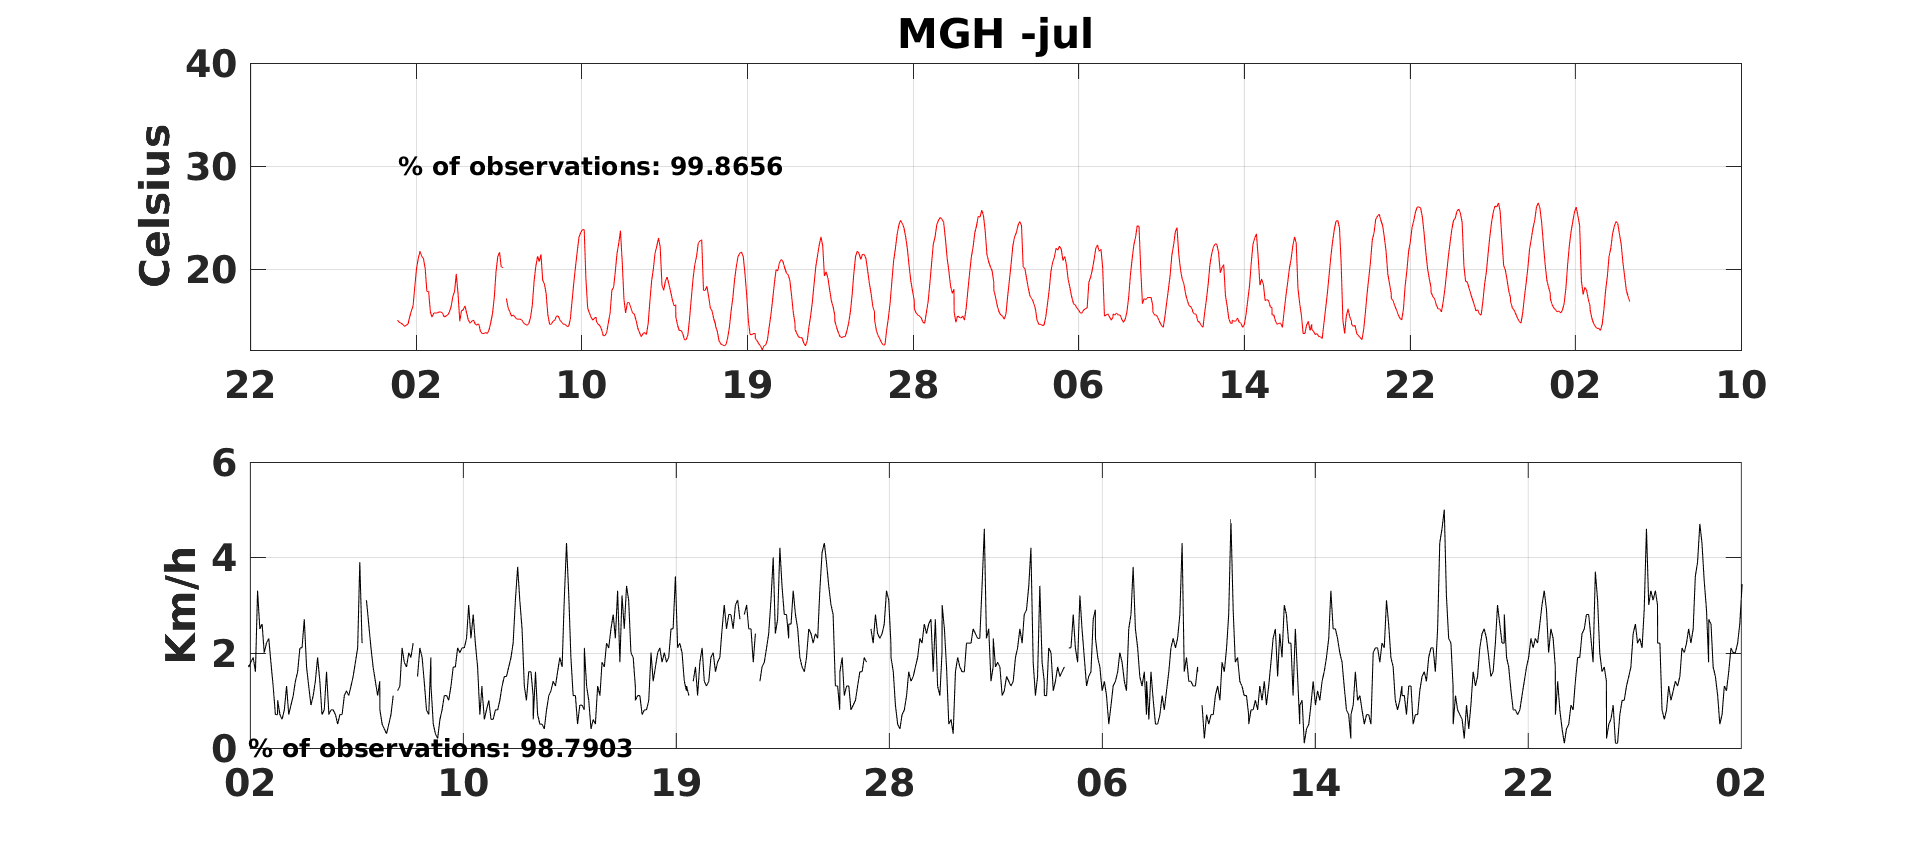 MGH -jul
40
30
20
Celsius
% of observations: 99.8656
22 02 10 19 28 06 14 22 02 10
6
4
2
0
Km/h
% of observations: 98.7903
02 10 19 28 06 14 22 02